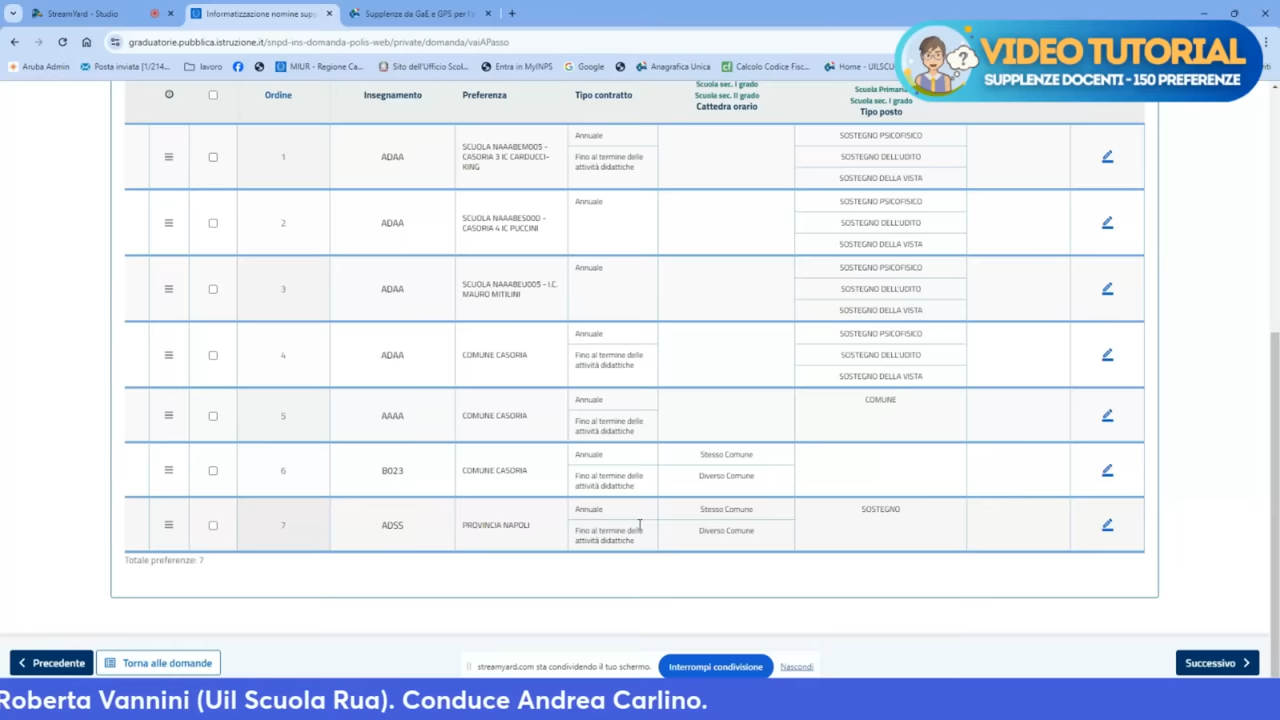 StreamYard - Studio
Informatizzazione nomine supp
Supplenze da GaE e GPS per l'a
graduatorie.pubblica.istruzione.it/snpd-ins-domanda-polis-web/private/domanda/vaiAPasso
Aruba Admin
Posta inviata [1/214...
lavoro
MIUR - Regione Ca...
Sito dell'Ufficio Scol...
Entra in MyINPS
Google
Anagrafica Unica
Calcolo Codice Fisc...
Home - UILSCU
VIDEO TUTORIAL
SUPPLENZE DOCENTI - 150 PREFERENZE
Ordine
Insegnamento
Preferenza
Tipo contratto
Scuola sec. I grado
Scuola sec. II grado
Cattedra orario
Scuola Primaria
Scuola sec. I grado
Tipo posto
1
ADAA
SCUOLA NAAABEM005 -
CASORIA 3 IC CARDUCCI-
KING
Annuale
Fino al termine delle
attività didattiche
SOSTEGNO PSICOFISICO
SOSTEGNO DELL'UDITO
SOSTEGNO DELLA VISTA
2
ADAA
SCUOLA NAAABES00D -
CASORIA 4 IC PUCCINI
Annuale
SOSTEGNO PSICOFISICO
SOSTEGNO DELL'UDITO
SOSTEGNO DELLA VISTA
3
ADAA
SCUOLA NAAABEU005 - I.C.
MAURO MITILINI
Annuale
SOSTEGNO PSICOFISICO
SOSTEGNO DELL'UDITO
SOSTEGNO DELLA VISTA
4
ADAA
COMUNE CASORIA
Annuale
Fino al termine delle
attività didattiche
SOSTEGNO PSICOFISICO
SOSTEGNO DELL'UDITO
SOSTEGNO DELLA VISTA
5
AAAA
COMUNE CASORIA
Annuale
Fino al termine delle
attività didattiche
COMUNE
6
B023
COMUNE CASORIA
Annuale
Fino al termine delle
attività didattiche
Stesso Comune
Diverso Comune
7
ADSS
PROVINCIA NAPOLI
Annuale
Fino al termine delle
attività didattiche
Stesso Comune
Diverso Comune
SOSTEGNO
Totale preferenze: 7
Precedente
Torna alle domande
streamyard.com sta condividendo il tuo schermo.
Interrompi condivisione
Nascondi
Successivo
Roberta Vannini (Uil Scuola Rua). Conduce Andrea Carlino.